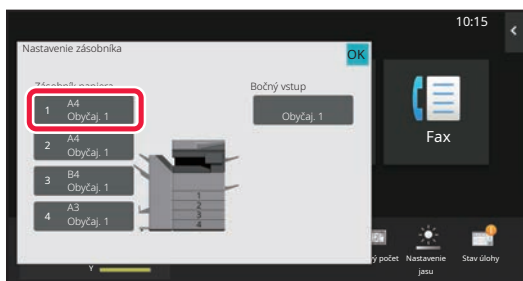 10:15
Nastavenie zásobníka
OK
Zásobník papiera
Bočný vstup
1 A4
Obyčaj. 1
Obyčaj. 1
2 A4
Obyčaj. 1
3 B4
Obyčaj. 1
4 A3
Obyčaj. 1
1
2
3
4
Fax
počet
Nastavenie
jasu
Stav úlohy
Y